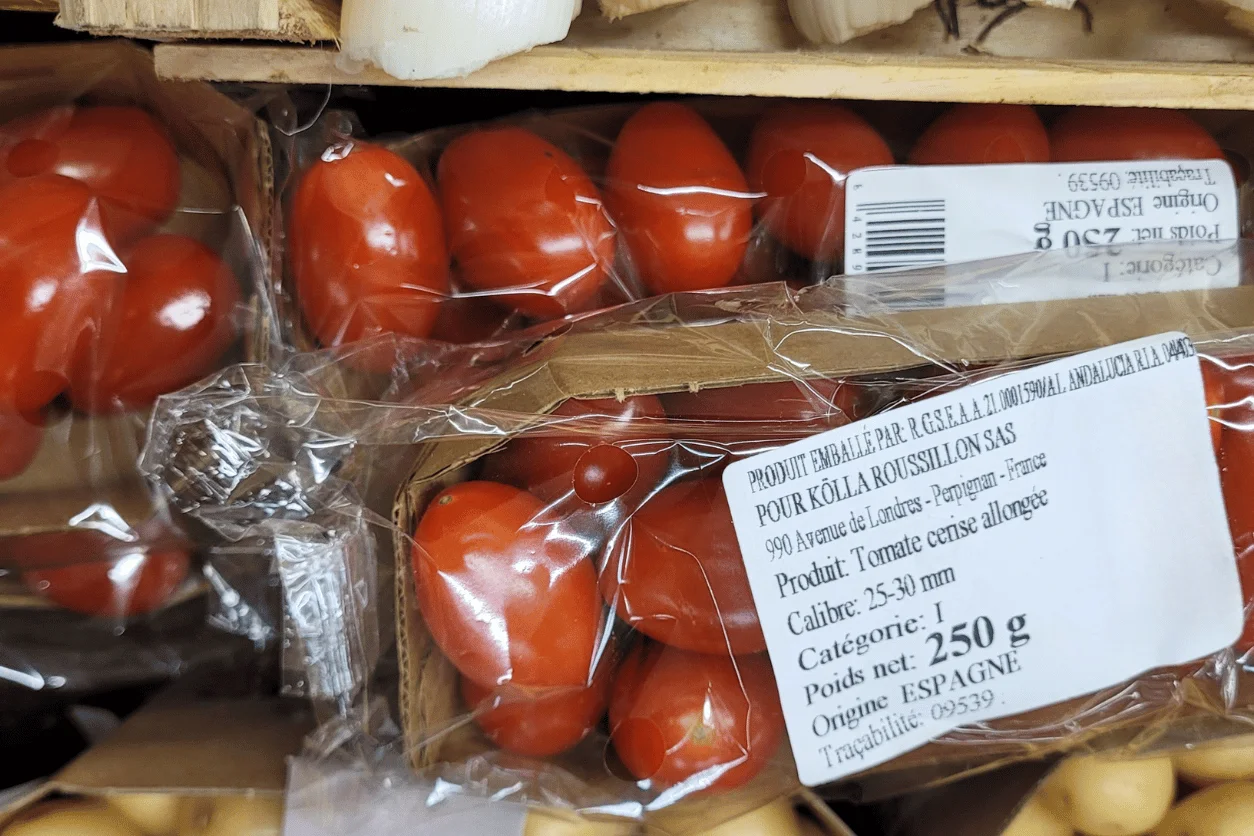 Traçabilité: 09539
Origine ESPAGNE
Poids net: 250 g
Catégorie: I
PRODUIT EMBALLÉ PAR: R.G.S.E.A.A.21.0001590/AL ANDALUCIA R.I.A.
POUR KÖLLA ROUSSILLON SAS
990 Avenue de Londres - Perpignan - France
Produit: Tomate cerise allongée
Calibre: 25-30 mm
Catégorie: I
Poids net: 250 g
Origine ESPAGNE
Traçabilité: 09539